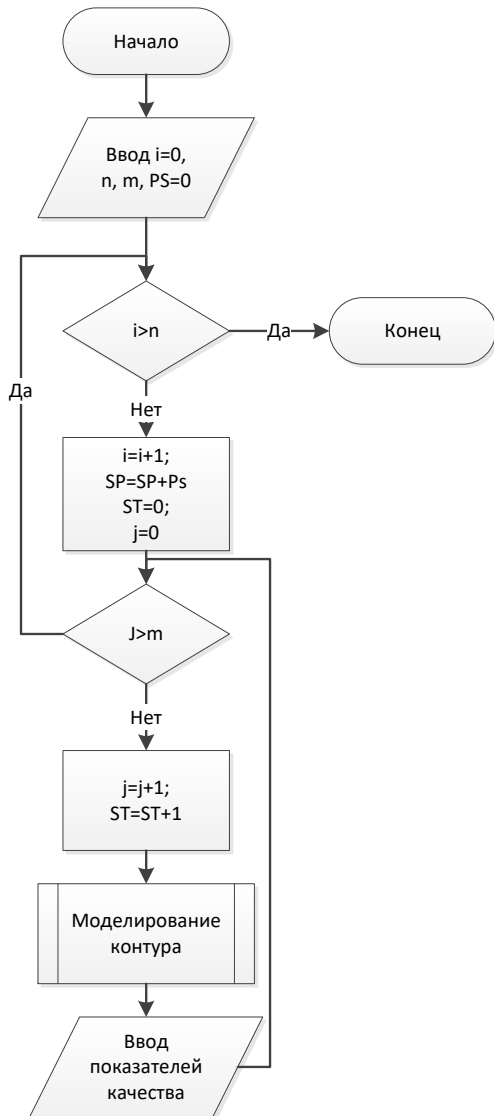 Начало
Ввод i=0,
n, m, PS=0
i>n
Да
Конец
Да
Нет
i=i+1;
SP=SP+Ps
ST=0;
j=0
J>m
Нет
j=j+1;
ST=ST+1
Моделирование
контура
Ввод
показателей
качества